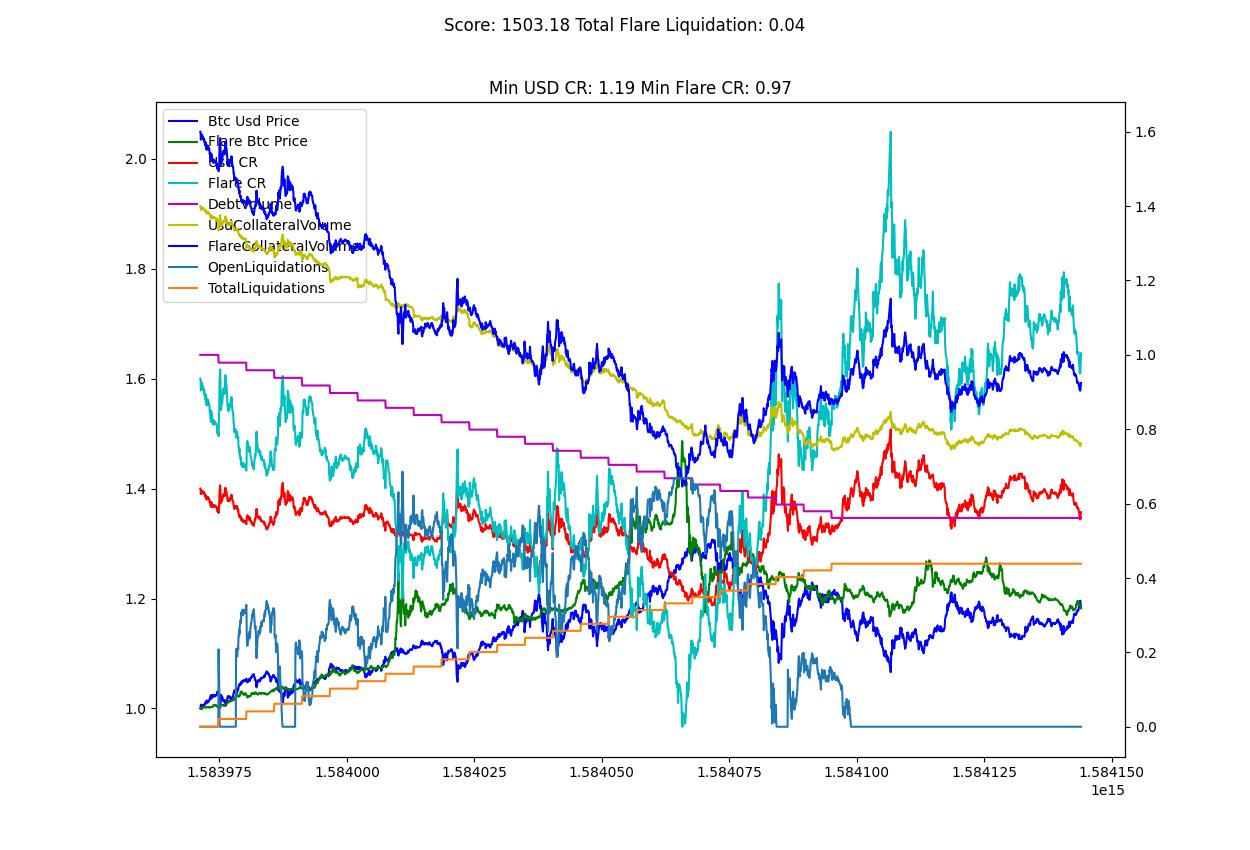 Score: 1503.18 Total Flare Liquidation: 0.04
Min USD CR: 1.19 Min Flare CR: 0.97
Btc Usd Price
Flare Btc Price
Usd CR
Flare CR
DebtVolume
UsdCollateralVolume
FlareCollateralVolume
OpenLiquidations
TotalLiquidations
2.0
1.8
1.6
1.4
1.2
1.0
1.6
1.4
1.2
1.0
0.8
0.6
0.4
0.2
0.0
1.583975 1.584000 1.584025 1.584050 1.584075 1.584100 1.584125 1.584150
1e15